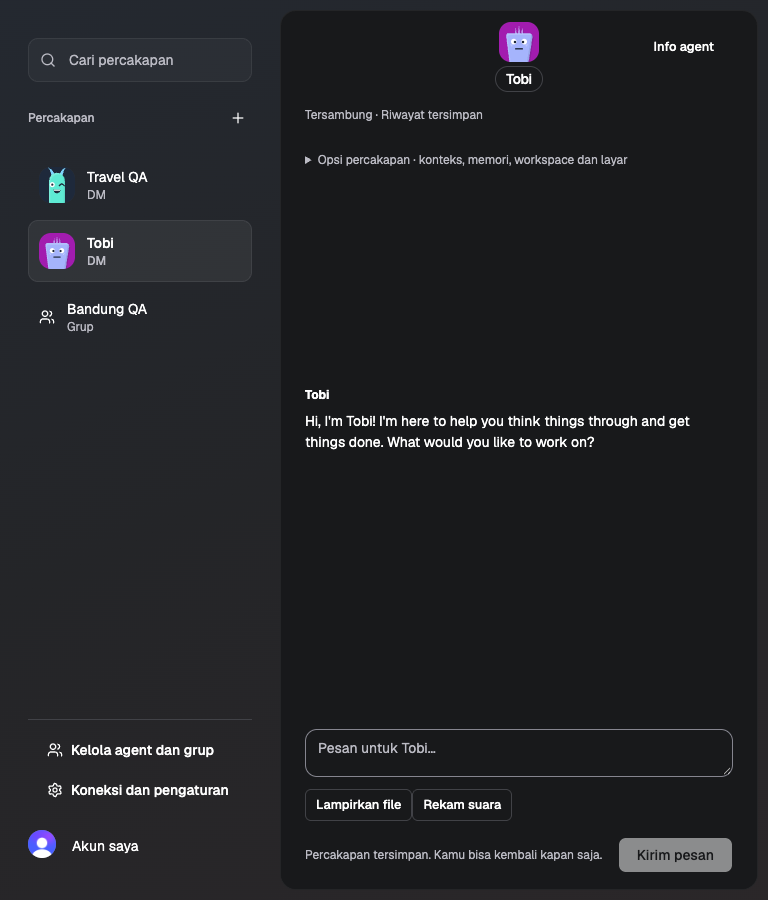 Cari percakapan
Percakapan
Travel QA
DM
Tobi
DM
Bandung QA
Grup
Kelola agent dan grup
Koneksi dan pengaturan
Akun saya
Tobi
Info agent
Tersambung · Riwayat tersimpan
Opsi percakapan · konteks, memori, workspace dan layar
Tobi
Hi, I'm Tobi! I'm here to help you think things through and get
things done. What would you like to work on?
Pesan untuk Tobi...
Lampirkan file
Rekam suara
Percakapan tersimpan. Kamu bisa kembali kapan saja.
Kirim pesan